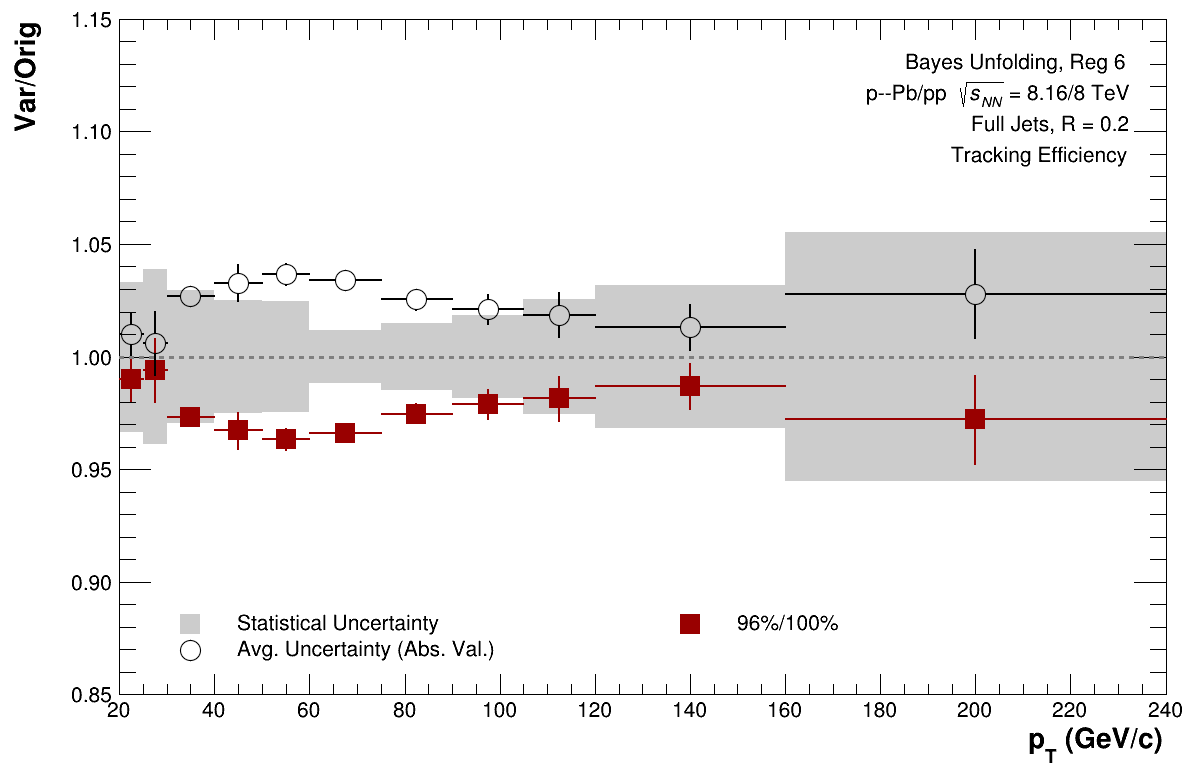 Var/Orig
1.15
1.10
1.05
1.00
0.95
0.90
0.85
Bayes Unfolding, Reg 6
p--Pb/pp √s_NN = 8.16/8 TeV
Full Jets, R = 0.2
Tracking Efficiency
Statistical Uncertainty
Avg. Uncertainty (Abs. Val.)
96%/100%
20 40 60 80 100 120 140 160 180 200 220 240
p_T (GeV/c)